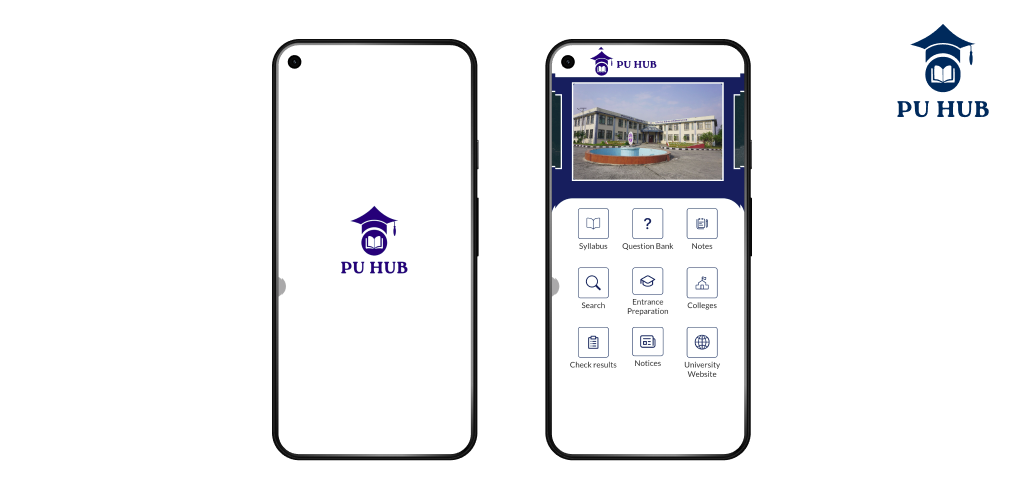 PU HUB
PU HUB
PU HUB
Syllabus
Question Bank
Notes
Search
Entrance
Preparation
Colleges
Check results
Notices
University
Website